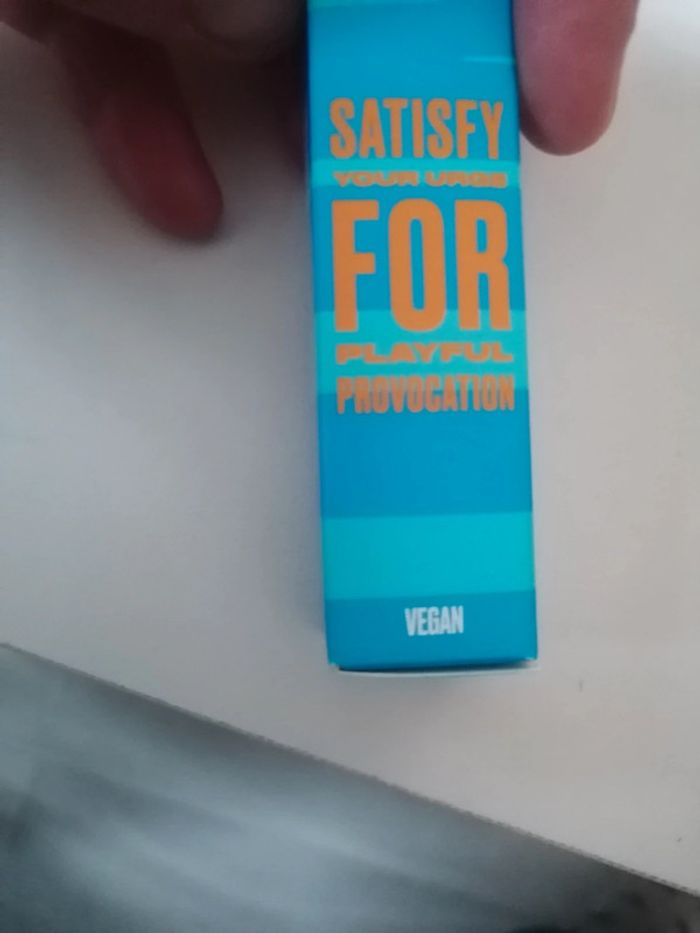 SATISFY
YOUR URGE
FOR
PLAYFUL
PROVOCATION
VEGAN